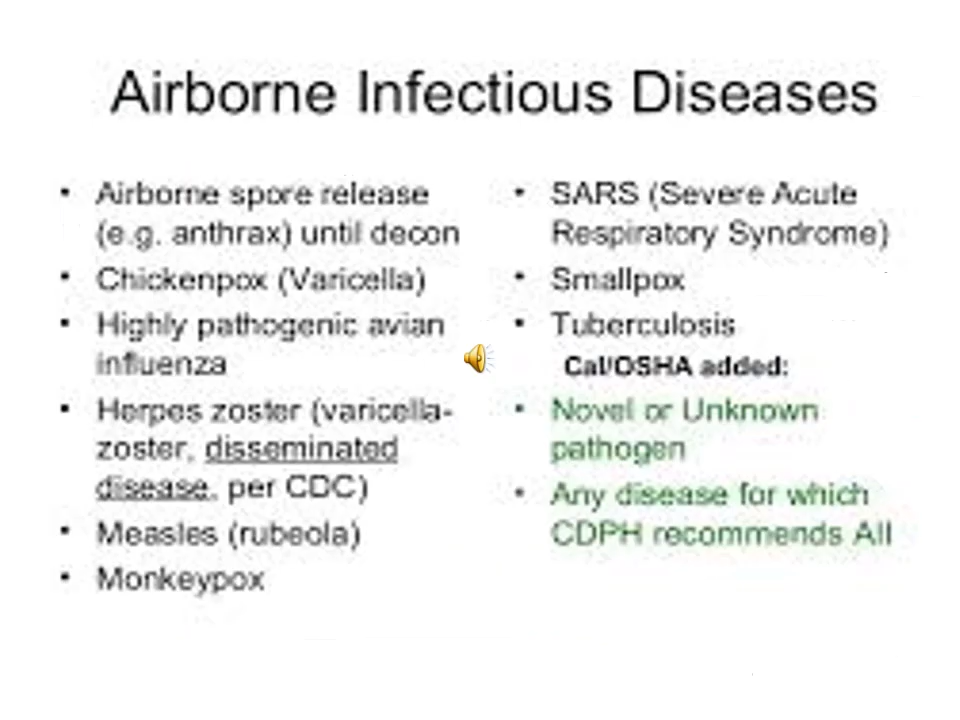 Airborne Infectious Diseases
• Airborne spore release
(e.g. anthrax) until decon
• Chickenpox (Varicella)
• Highly pathogenic avian
influenza
• Herpes zoster (varicella-
zoster, disseminated
disease, per CDC)
• Measles (rubeola)
• Monkeypox
• SARS (Severe Acute
Respiratory Syndrome)
• Smallpox
• Tuberculosis
Cal/OSHA added:
• Novel or Unknown
pathogen
• Any disease for which
CDPH recommends AII